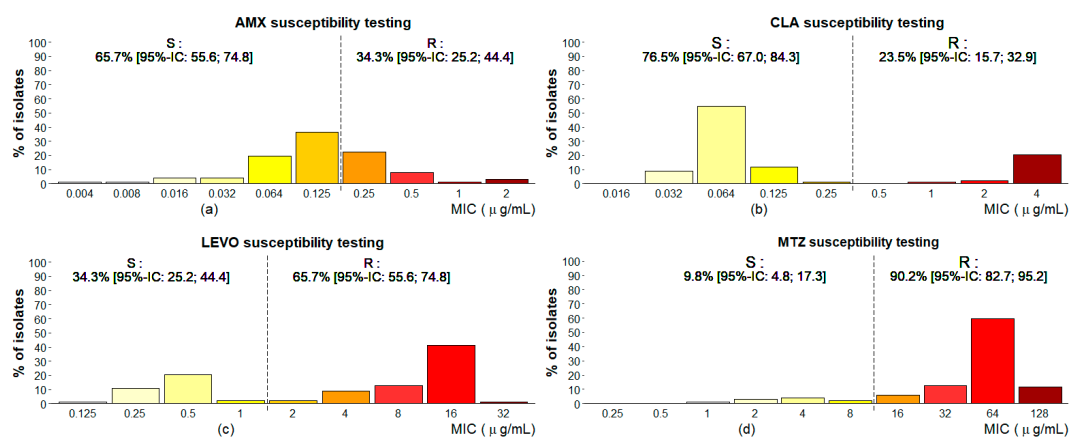 AMX susceptibility testing
S :
R :
65.7% [95%-IC: 55.6; 74.8]
34.3% [95%-IC: 25.2; 44.4]
% of isolates
100
90
80
70
60
50
40
30
20
10
0
0.004 0.008 0.016 0.032 0.064 0.125 0.25 0.5 1 2
(a)
MIC ( μ g/mL)
CLA susceptibility testing
S :
R :
76.5% [95%-IC: 67.0; 84.3]
23.5% [95%-IC: 15.7; 32.9]
% of isolates
100
90
80
70
60
50
40
30
20
10
0
0.016 0.032 0.064 0.125 0.25 0.5 1 2 4
(b)
MIC ( μ g/mL)
LEVO susceptibility testing
S :
R :
34.3% [95%-IC: 25.2; 44.4]
65.7% [95%-IC: 55.6; 74.8]
% of isolates
100
90
80
70
60
50
40
30
20
10
0
0.125 0.25 0.5 1 2 4 8 16 32
(c)
MIC ( μ g/mL)
MTZ susceptibility testing
S :
R :
9.8% [95%-IC: 4.8; 17.3]
90.2% [95%-IC: 82.7; 95.2]
% of isolates
100
90
80
70
60
50
40
30
20
10
0
0.25 0.5 1 2 4 8 16 32 64 128
(d)
MIC ( μ g/mL)